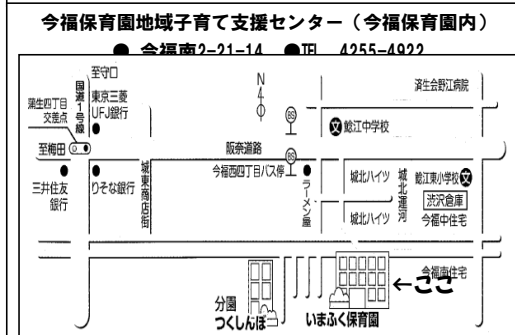 今福保育園地域子育て支援センター（今福保育園内）
● 今福南2-21-14 ●℡ 4255-4922
至守口
国道1号線
東京三菱
UFJ銀行
蒲生四丁目
交差点
至梅田
三井住友
銀行
りそな銀行
城東商店街
N
4
阪奈道路
BS
BS
今福西四丁目バス停
ラーメン屋
済生会野江病院
文 鯰江中学校
城北ハイツ
城北ハイツ
城北運河
鯰江東小学校 文
渋沢倉庫
今福中住宅
今福南住宅
←ここ
分園
つくしんぼ
いまふく保育園